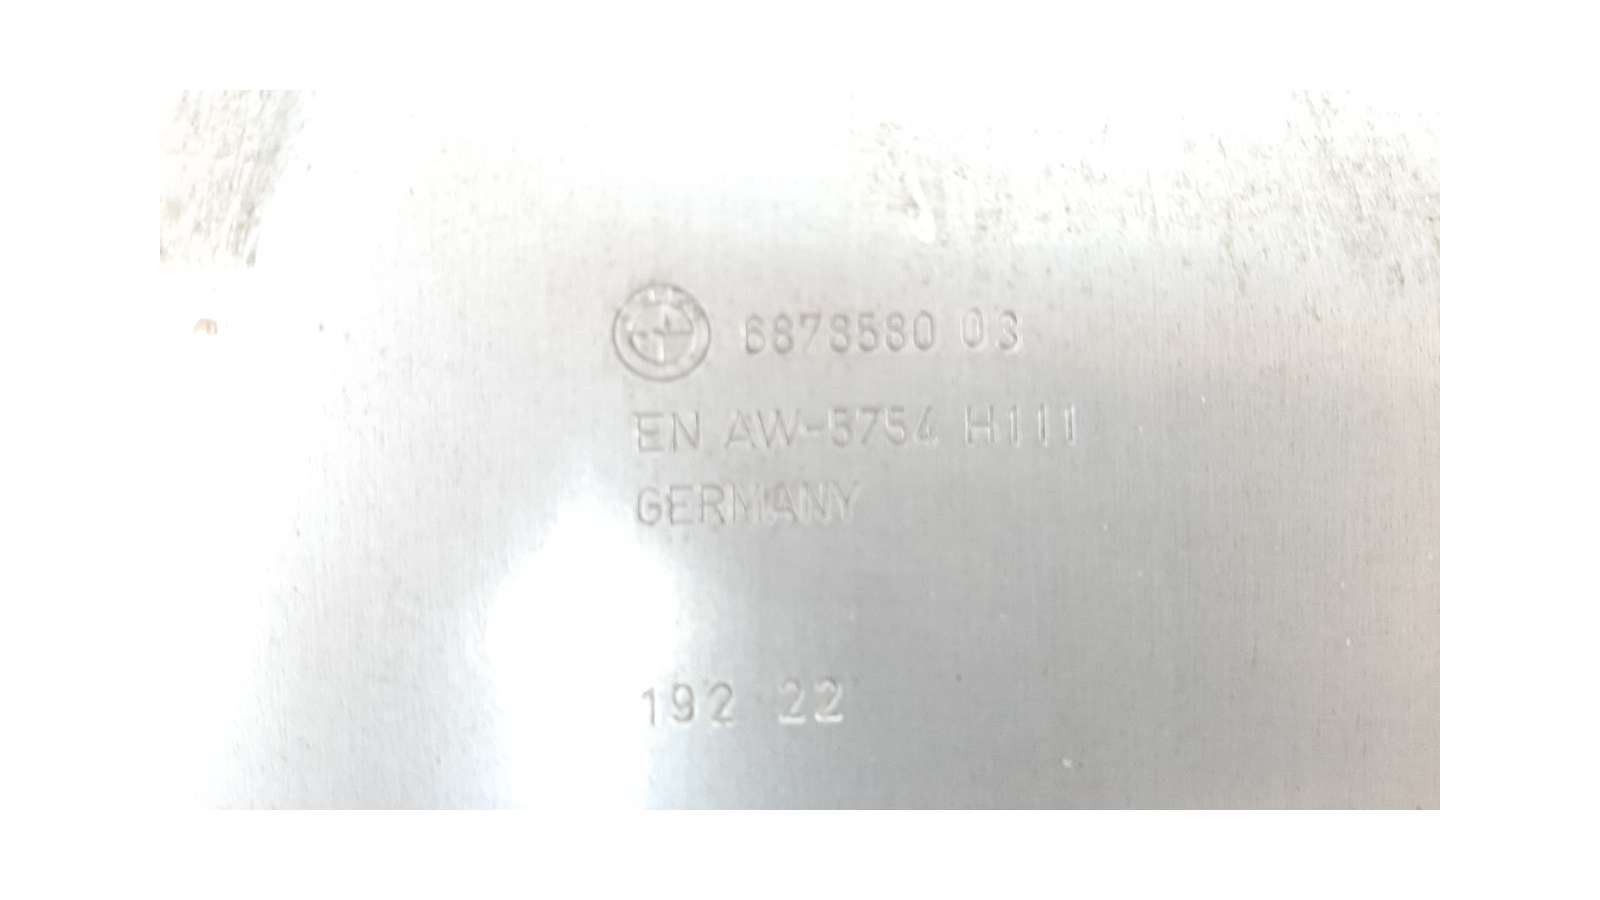 6878580 03
EN AW-5754 H111
GERMANY
192 22